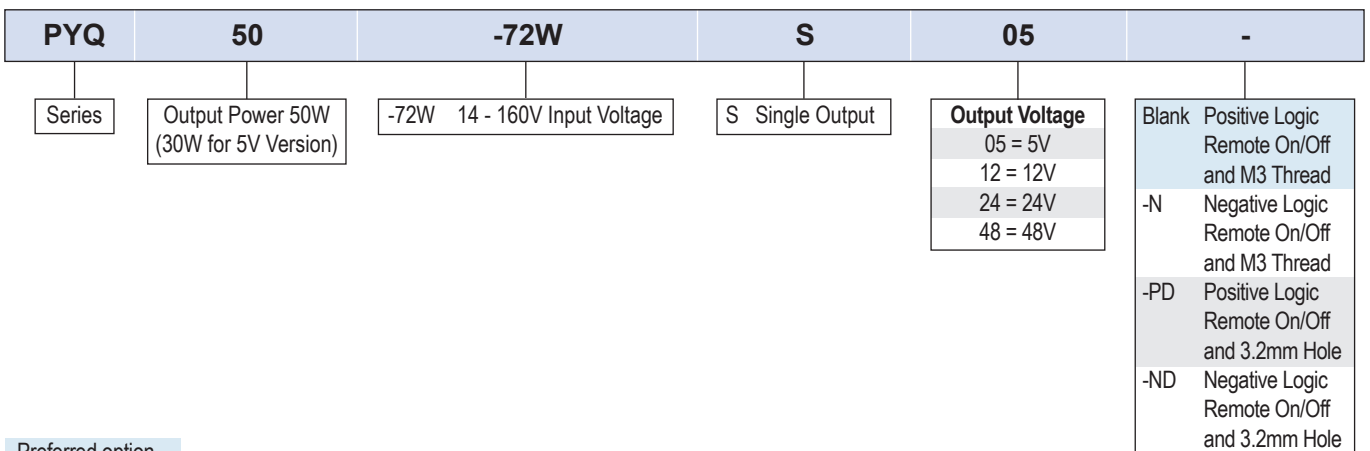 PYQ 50 -72W S 05 -
Series
Output Power 50W
(30W for 5V Version)
-72W 14 - 160V Input Voltage
S Single Output
Output Voltage
05 = 5V
12 = 12V
24 = 24V
48 = 48V
Blank Positive Logic
Remote On/Off
and M3 Thread
-N Negative Logic
Remote On/Off
and M3 Thread
-PD Positive Logic
Remote On/Off
and 3.2mm Hole
-ND Negative Logic
Remote On/Off
and 3.2mm Hole
Preferred option